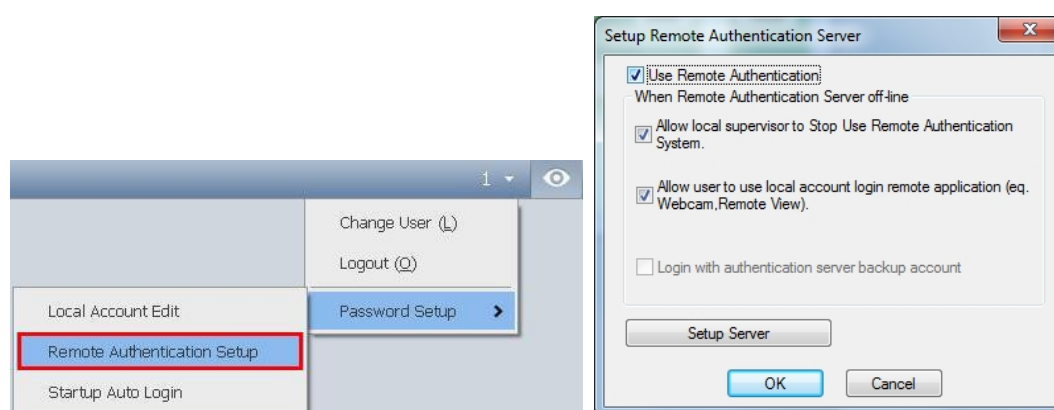 1
Change User (L)
Logout (O)
Password Setup
Local Account Edit
Remote Authentication Setup
Startup Auto Login
Setup Remote Authentication Server
Use Remote Authentication
When Remote Authentication Server off-line
Allow local supervisor to Stop Use Remote Authentication
System.
Allow user to use local account login remote application (eq.
Webcam,Remote View).
Login with authentication server backup account
Setup Server
OK
Cancel